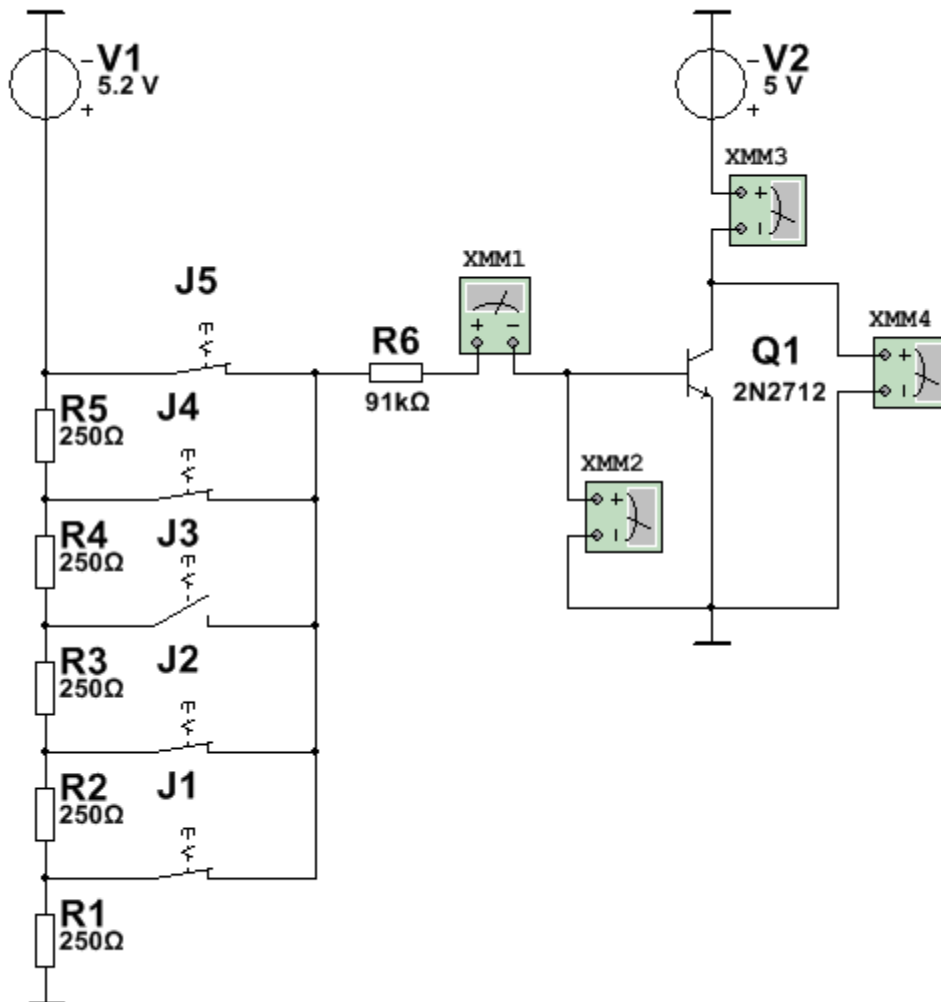 V1
5.2 V
V2
5 V
XMM3
XMM1
J5
R6
91kΩ
Q1
2N2712
XMM4
R5
250Ω
J4
XMM2
R4
250Ω
J3
R3
250Ω
J2
R2
250Ω
J1
R1
250Ω